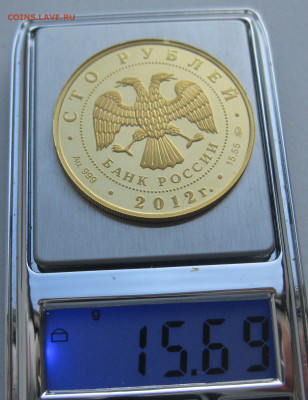 COINS.LAVE.RU
СТО РУБЛЕЙ
Au 999
15.55
БАНК РОССИИ
• 2012г. •
g
15.69